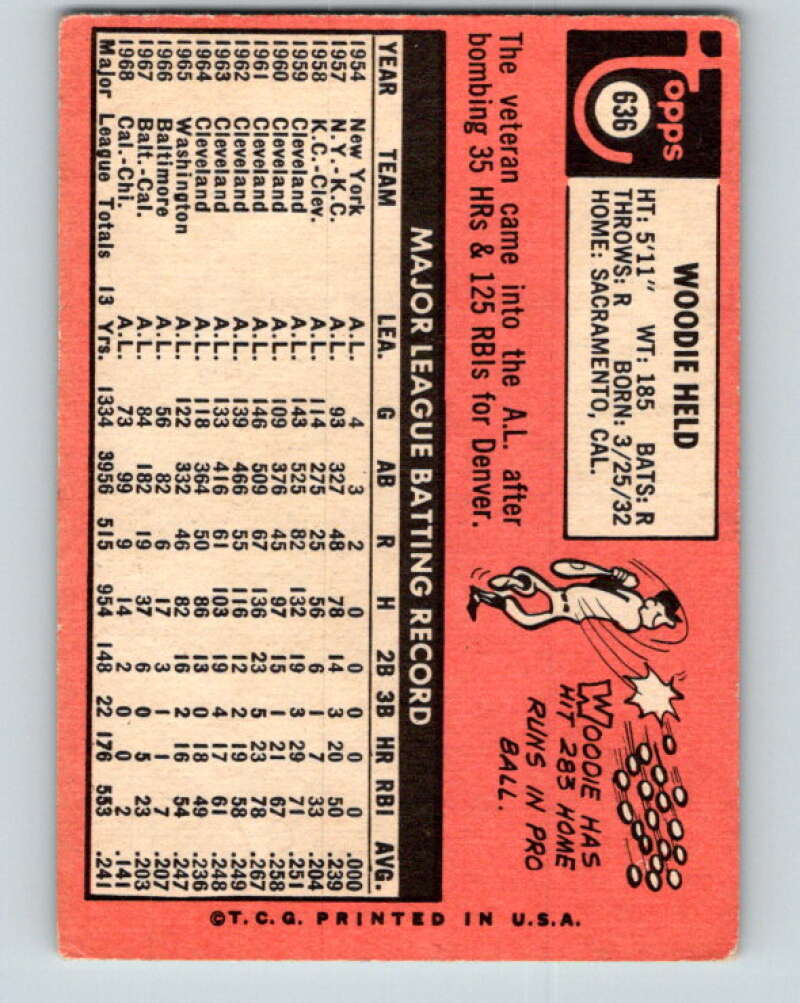 Topps
636
WOODIE HELD
HT: 5'11" WT: 185 BATS: R
THROWS: R BORN: 3/25/32
HOME: SACRAMENTO, CAL.
The veteran came into the A.L. after
bombing 35 HRs & 125 RBIs for Denver.
WOODIE HAS
HIT 283 HOME
RUNS IN PRO
BALL.
MAJOR LEAGUE BATTING RECORD
YEAR TEAM LEA. G AB R H 2B 3B HR RBI AVG.
1954 New York A.L. 4 3 2 0 0 0 0 0 .000
1957 N.Y.-K.C. A.L. 93 327 48 78 14 3 20 50 .239
1958 K.C.-Clev. A.L. 114 275 25 56 6 1 7 33 .204
1959 Cleveland A.L. 143 525 82 132 19 3 29 71 .251
1960 Cleveland A.L. 109 376 45 97 15 1 21 67 .258
1961 Cleveland A.L. 146 509 67 136 23 5 23 78 .267
1962 Cleveland A.L. 139 466 55 116 12 2 19 58 .249
1963 Cleveland A.L. 133 416 61 103 19 4 17 61 .248
1964 Cleveland A.L. 118 364 50 86 13 0 18 49 .236
1965 Washington A.L. 122 332 46 82 16 2 16 54 .247
1966 Baltimore A.L. 56 82 6 17 3 1 1 7 .207
1967 Balt.-Cal. A.L. 84 182 19 37 6 0 5 23 .203
1968 Cal.-Chi. A.L. 73 99 9 14 2 0 0 2 .141
Major League Totals 13 Yrs. 1334 3956 515 954 148 22 176 553 .241
©T.C.G. PRINTED IN U.S.A.